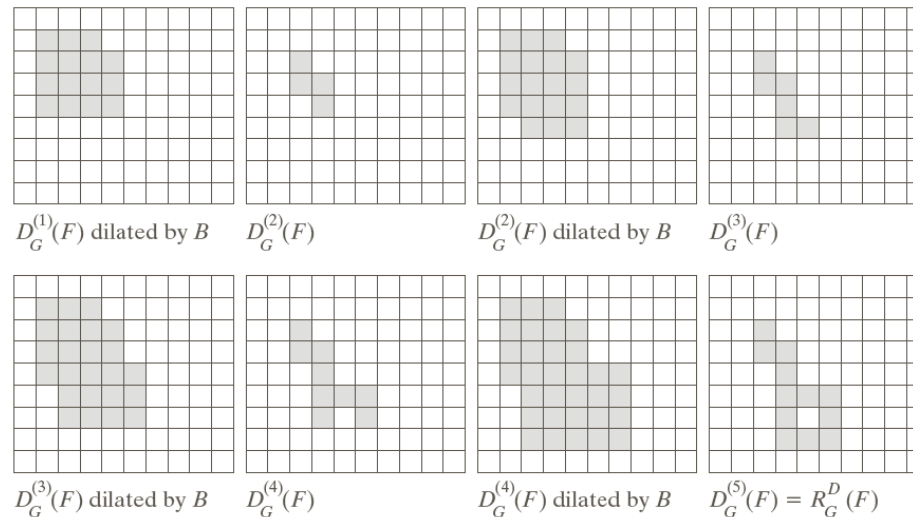 D_G^(1)(F) dilated by B
D_G^(2)(F)
D_G^(2)(F) dilated by B
D_G^(3)(F)
D_G^(3)(F) dilated by B
D_G^(4)(F)
D_G^(4)(F) dilated by B
D_G^(5)(F) = R_G^D(F)